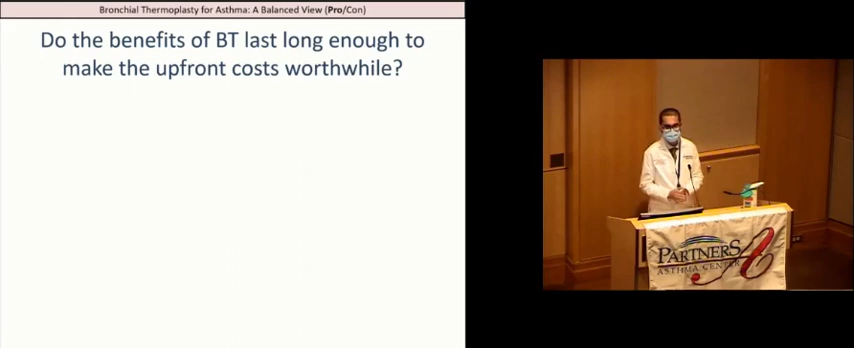 Bronchial Thermoplasty for Asthma: A Balanced View (Pro/Con)
Do the benefits of BT last long enough to
make the upfront costs worthwhile?
PARTNERS
ASTHMA CENTER